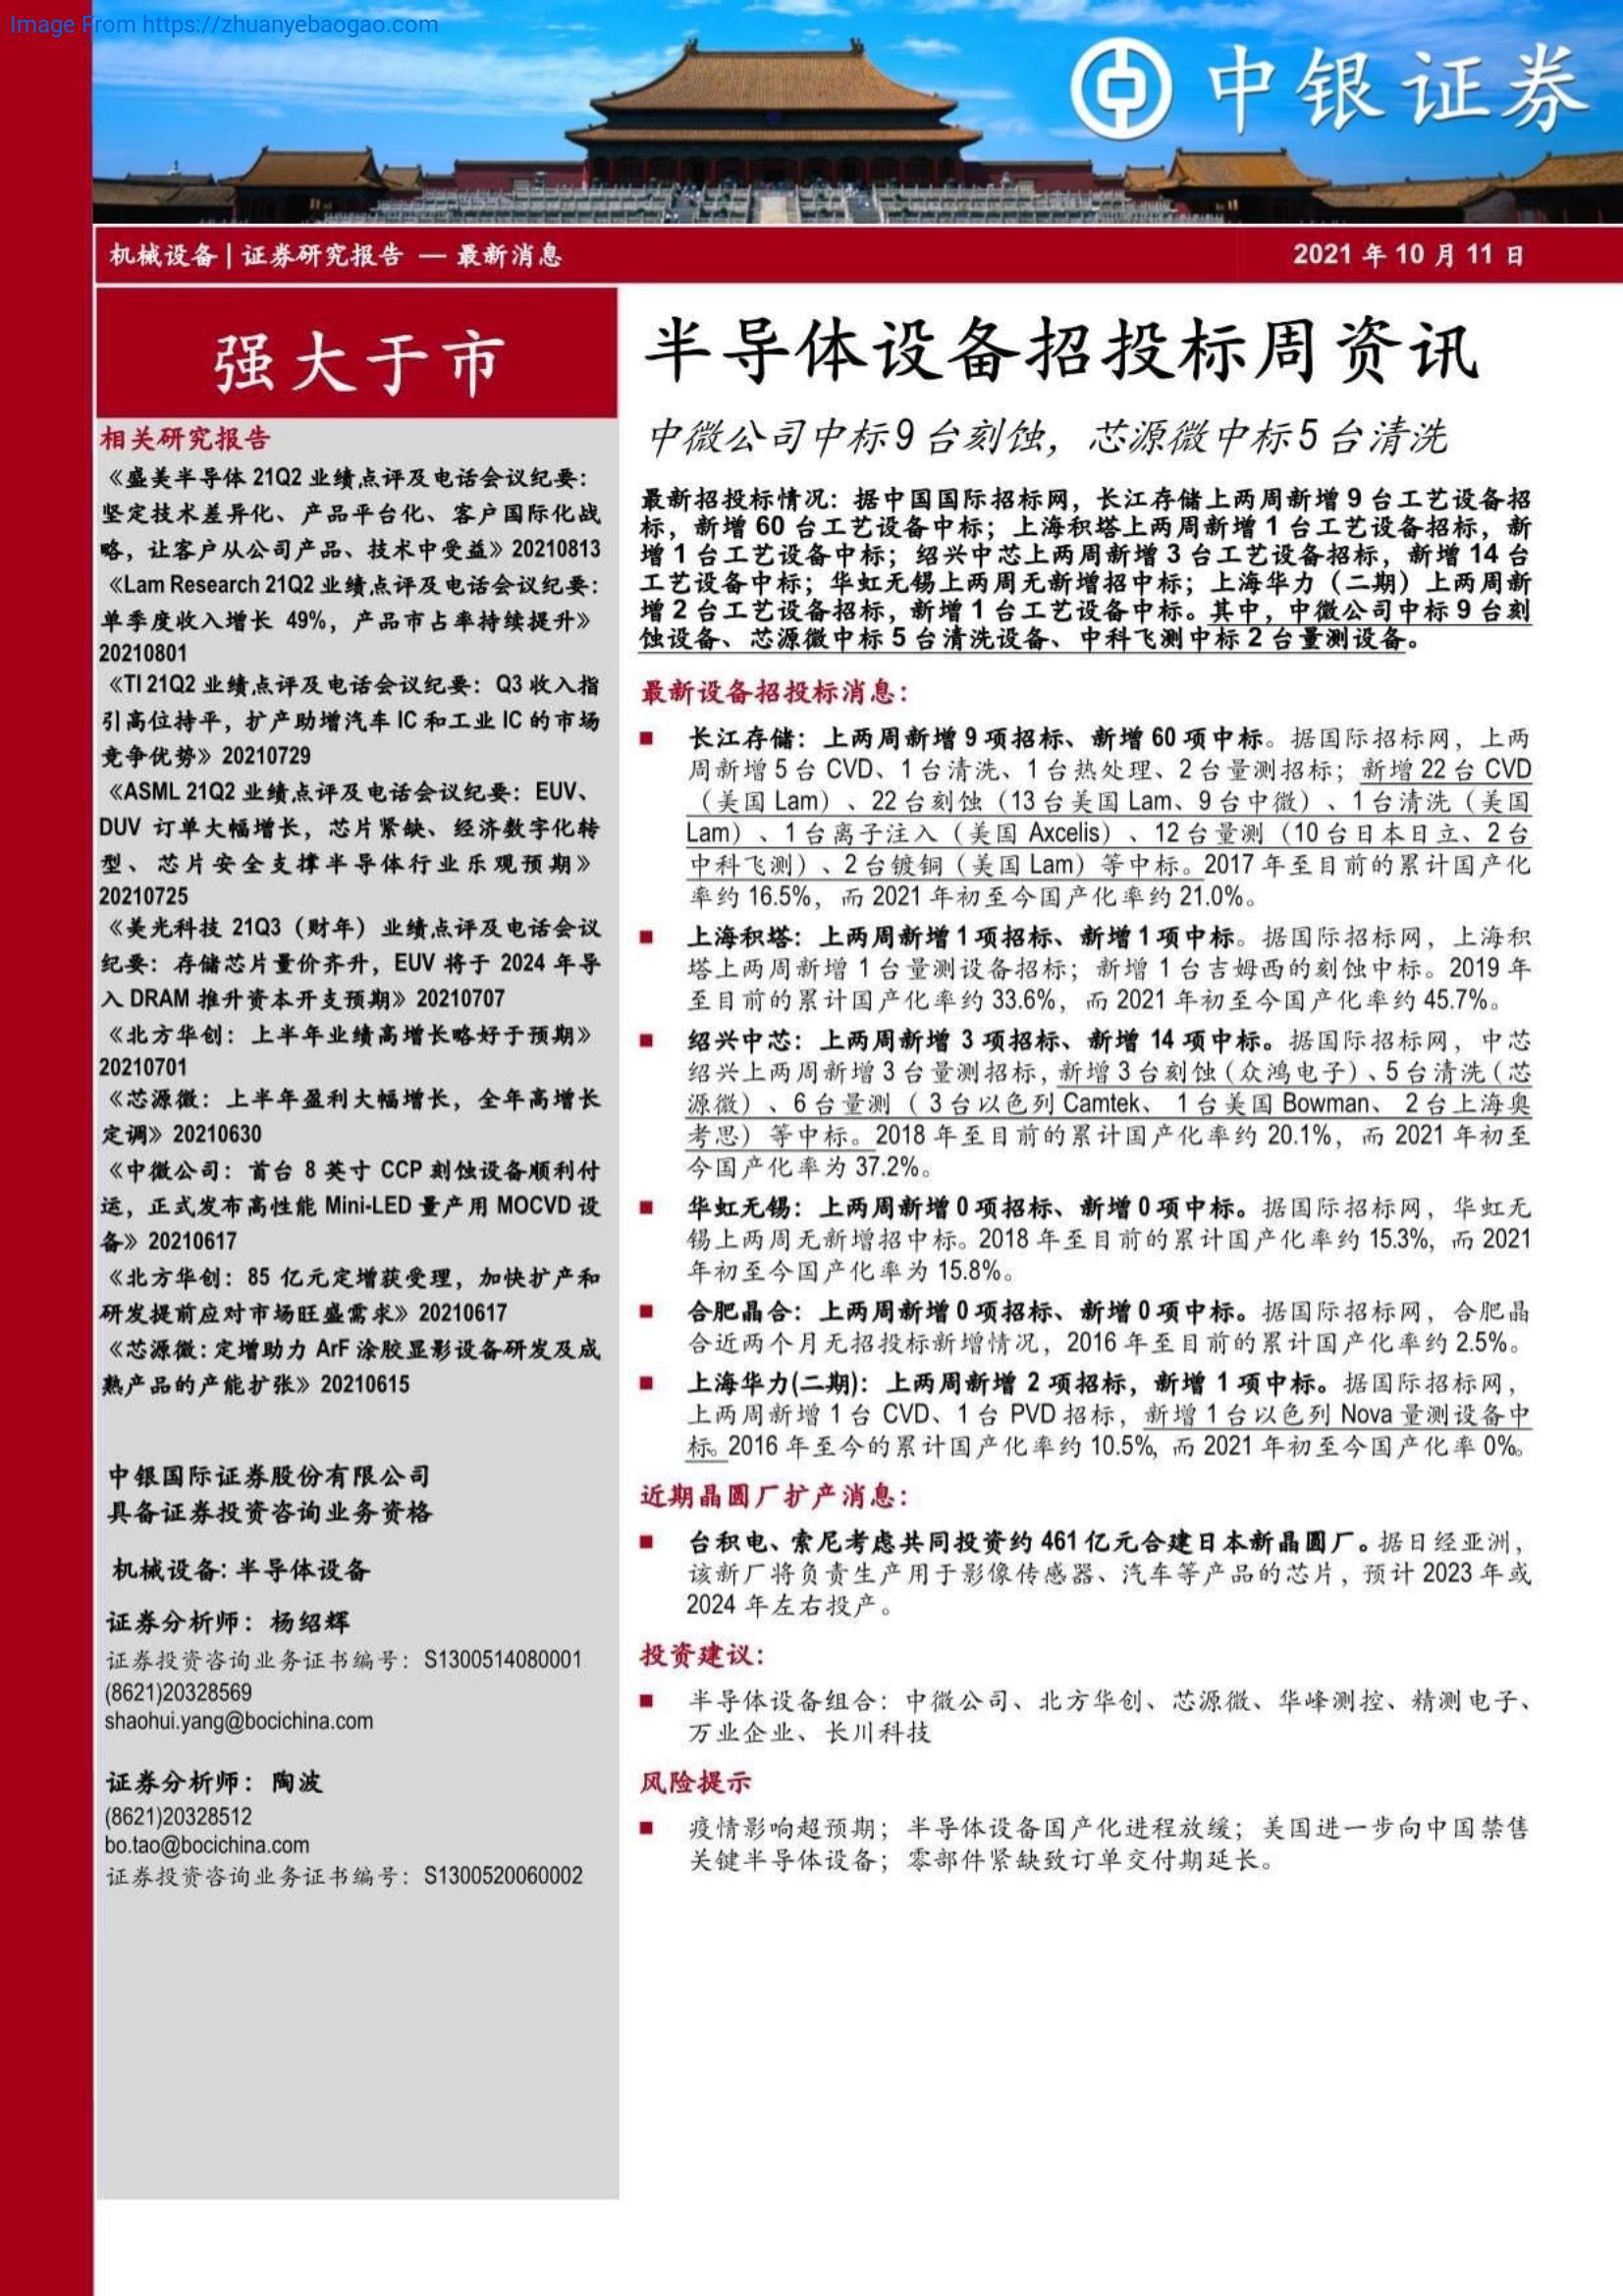 Image From https://zhuanyebaogao.com
中银证券
机械设备 | 证券研究报告 — 最新消息
2021 年 10 月 11 日
强大于市
相关研究报告
《盛美半导体 21Q2 业绩点评及电话会议纪要：
坚定技术差异化、产品平台化、客户国际化战
略，让客户从公司产品、技术中受益》20210813
《Lam Research 21Q2 业绩点评及电话会议纪要：
单季度收入增长 49%，产品市占率持续提升》
20210801
《TI 21Q2 业绩点评及电话会议纪要：Q3 收入指
引高位持平，扩产助增汽车 IC 和工业 IC 的市场
竞争优势》20210729
《ASML 21Q2 业绩点评及电话会议纪要：EUV、
DUV 订单大幅增长，芯片紧缺、经济数字化转
型、芯片安全支撑半导体行业乐观预期》
20210725
《美光科技 21Q3（财年）业绩点评及电话会议
纪要：存储芯片量价齐升，EUV 将于 2024 年导
入 DRAM 推升资本开支预期》20210707
《北方华创：上半年业绩高增长略好于预期》
20210701
《芯源微：上半年盈利大幅增长，全年高增长
定调》20210630
《中微公司：首台 8 英寸 CCP 刻蚀设备顺利付
运，正式发布高性能 Mini-LED 量产用 MOCVD 设
备》20210617
《北方华创：85 亿元定增获受理，加快扩产和
研发提前应对市场旺盛需求》20210617
《芯源微：定增助力 ArF 涂胶显影设备研发及成
熟产品的产能扩张》20210615
中银国际证券股份有限公司
具备证券投资咨询业务资格
机械设备: 半导体设备
证券分析师：杨绍辉
证券投资咨询业务证书编号：S1300514080001
(8621)20328569
shaohui.yang@bocichina.com
证券分析师：陶波
(8621)20328512
bo.tao@bocichina.com
证券投资咨询业务证书编号：S1300520060002
半导体设备招投标周资讯
中微公司中标 9 台刻蚀，芯源微中标 5 台清洗
最新招投标情况：据中国国际招标网，长江存储上两周新增 9 台工艺设备招
标，新增 60 台工艺设备中标；上海积塔上两周新增 1 台工艺设备招标，新
增 1 台工艺设备中标；绍兴中芯上两周新增 3 台工艺设备招标，新增 14 台
工艺设备中标；华虹无锡上两周无新增招中标；上海华力（二期）上两周新
增 2 台工艺设备招标，新增 1 台工艺设备中标。其中，中微公司中标 9 台刻
蚀设备、芯源微中标 5 台清洗设备、中科飞测中标 2 台量测设备。
最新设备招投标消息：
■ 长江存储：上两周新增 9 项招标、新增 60 项中标。据国际招标网，上两
周新增 5 台 CVD、1 台清洗、1 台热处理、2 台量测招标；新增 22 台 CVD
（美国 Lam）、22 台刻蚀（13 台美国 Lam、9 台中微）、1 台清洗（美国
Lam）、1 台离子注入（美国 Axcelis）、12 台量测（10 台日本日立、2 台
中科飞测）、2 台镀铜（美国 Lam）等中标。2017 年至目前的累计国产化
率约 16.5%，而 2021 年初至今国产化率约 21.0%。
■ 上海积塔：上两周新增 1 项招标、新增 1 项中标。据国际招标网，上海积
塔上两周新增 1 台量测设备招标；新增 1 台吉姆西的刻蚀中标。2019 年
至目前的累计国产化率约 33.6%，而 2021 年初至今国产化率约 45.7%。
■ 绍兴中芯：上两周新增 3 项招标、新增 14 项中标。据国际招标网，中芯
绍兴上两周新增 3 台量测招标，新增 3 台刻蚀（众鸿电子）、5 台清洗（芯
源微）、6 台量测（ 3 台以色列 Camtek、 1 台美国 Bowman、 2 台上海奥
考思）等中标。2018 年至目前的累计国产化率约 20.1%，而 2021 年初至
今国产化率为 37.2%。
■ 华虹无锡：上两周新增 0 项招标、新增 0 项中标。据国际招标网，华虹无
锡上两周无新增招中标。2018 年至目前的累计国产化率约 15.3%，而 2021
年初至今国产化率为 15.8%。
■ 合肥晶合：上两周新增 0 项招标、新增 0 项中标。据国际招标网，合肥晶
合近两个月无招投标新增情况，2016 年至目前的累计国产化率约 2.5%。
■ 上海华力(二期)：上两周新增 2 项招标，新增 1 项中标。据国际招标网，
上两周新增 1 台 CVD、1 台 PVD 招标，新增 1 台以色列 Nova 量测设备中
标。2016 年至今的累计国产化率约 10.5%，而 2021 年初至今国产化率 0%。
近期晶圆厂扩产消息：
■ 台积电、索尼考虑共同投资约 461 亿元合建日本新晶圆厂。据日经亚洲，
该新厂将负责生产用于影像传感器、汽车等产品的芯片，预计 2023 年或
2024 年左右投产。
投资建议：
■ 半导体设备组合：中微公司、北方华创、芯源微、华峰测控、精测电子、
万业企业、长川科技
风险提示
■ 疫情影响超预期；半导体设备国产化进程放缓；美国进一步向中国禁售
关键半导体设备；零部件紧缺致订单交付期延长。